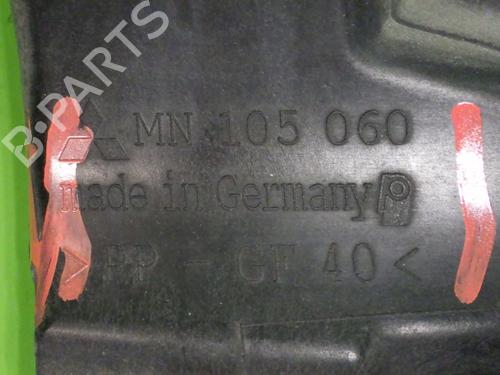 B-PARTS
MN 105 060
made in Germany
>PP - GF 40<